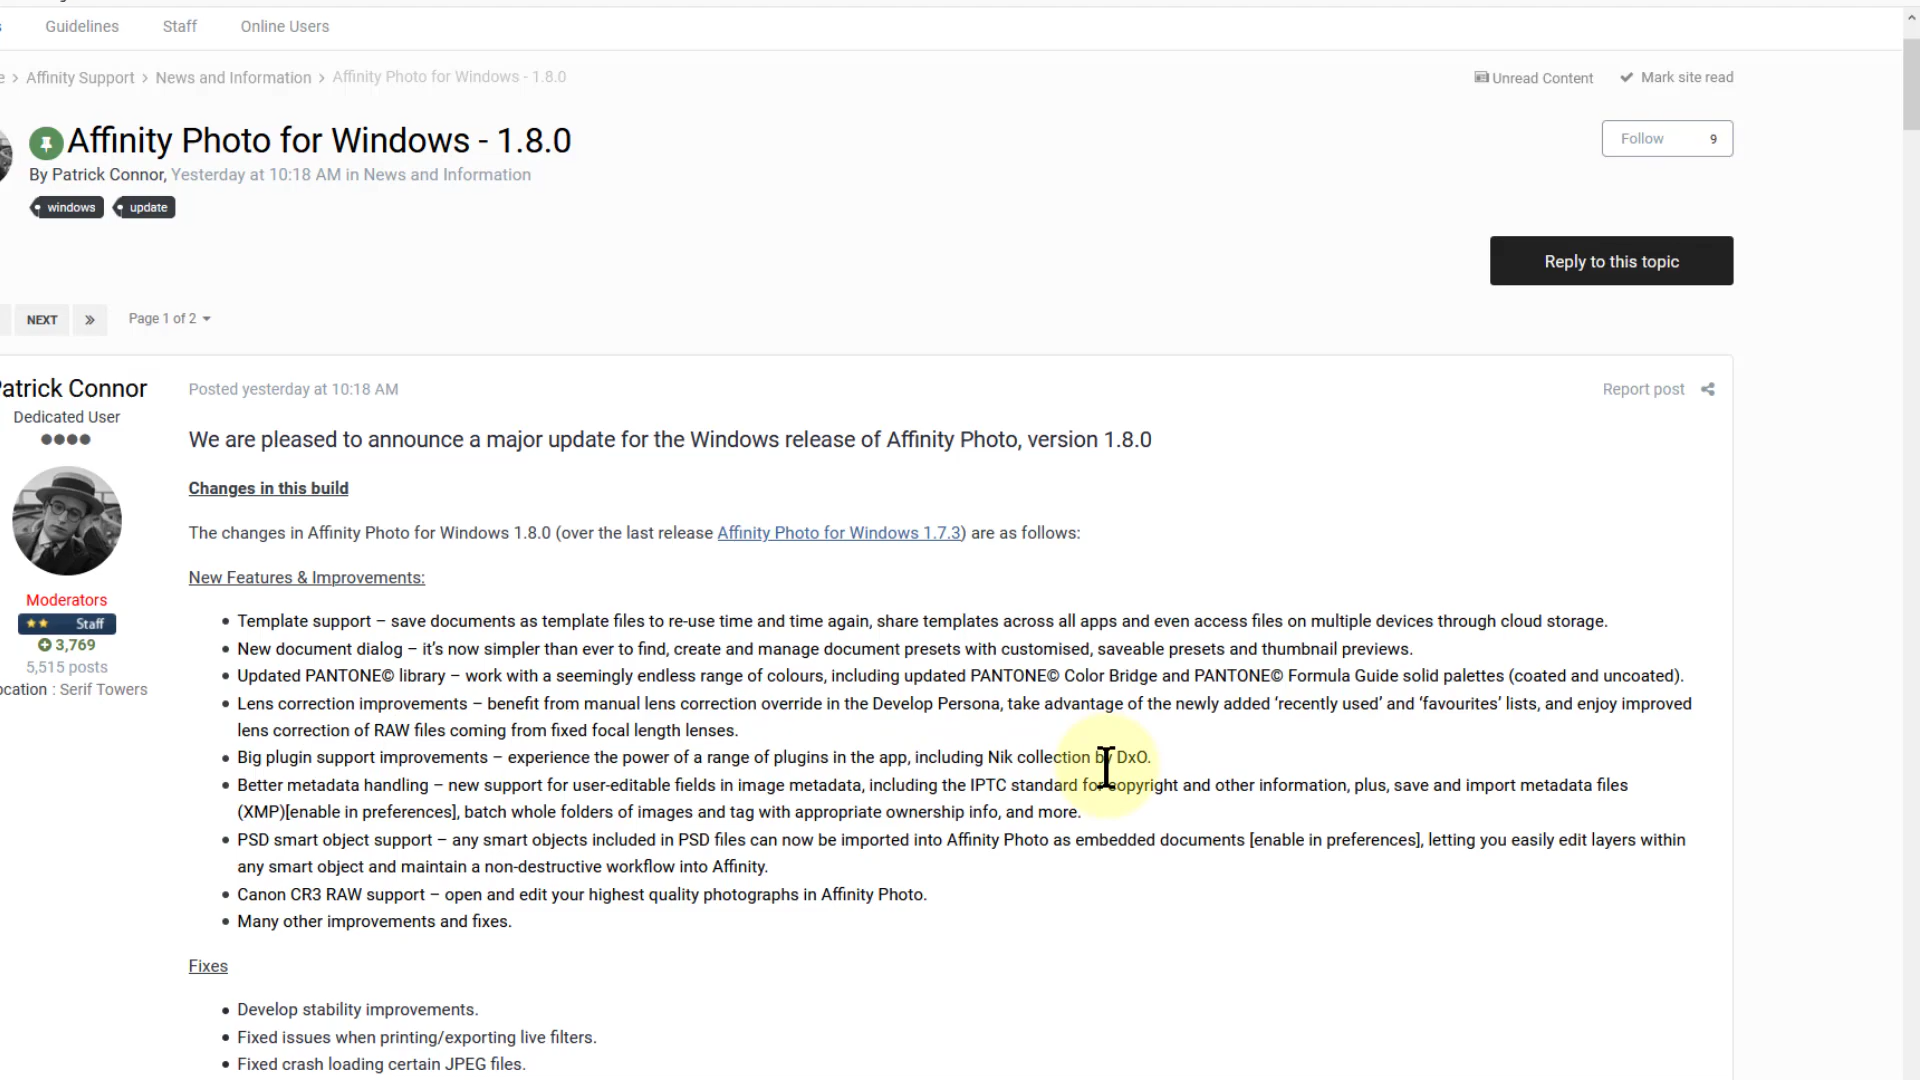 Guidelines Staff Online Users
Affinity Support News and Information Affinity Photo for Windows - 1.8.0 Unread Content Mark site read
Affinity Photo for Windows - 1.8.0
Follow 9
By Patrick Connor, Yesterday at 10:18 AM in News and Information
windows update
Reply to this topic
NEXT Page 1 of 2
Patrick Connor
Dedicated User
Moderators
Staff
3,769
5,515 posts
Location : Serif Towers
Posted yesterday at 10:18 AM Report post
We are pleased to announce a major update for the Windows release of Affinity Photo, version 1.8.0
Changes in this build
The changes in Affinity Photo for Windows 1.8.0 (over the last release Affinity Photo for Windows 1.7.3) are as follows:
New Features & Improvements:
• Template support – save documents as template files to re-use time and time again, share templates across all apps and even access files on multiple devices through cloud storage.
• New document dialog – it’s now simpler than ever to find, create and manage document presets with customised, saveable presets and thumbnail previews.
• Updated PANTONE© library – work with a seemingly endless range of colours, including updated PANTONE© Color Bridge and PANTONE© Formula Guide solid palettes (coated and uncoated).
• Lens correction improvements – benefit from manual lens correction override in the Develop Persona, take advantage of the newly added ‘recently used’ and ‘favourites’ lists, and enjoy improved
lens correction of RAW files coming from fixed focal length lenses.
• Big plugin support improvements – experience the power of a range of plugins in the app, including Nik collection by DxO.
• Better metadata handling – new support for user-editable fields in image metadata, including the IPTC standard for copyright and other information, plus, save and import metadata files
(XMP)[enable in preferences], batch whole folders of images and tag with appropriate ownership info, and more.
• PSD smart object support – any smart objects included in PSD files can now be imported into Affinity Photo as embedded documents [enable in preferences], letting you easily edit layers within
any smart object and maintain a non-destructive workflow into Affinity.
• Canon CR3 RAW support – open and edit your highest quality photographs in Affinity Photo.
• Many other improvements and fixes.
Fixes
• Develop stability improvements.
• Fixed issues when printing/exporting live filters.
• Fixed crash loading certain JPEG files.